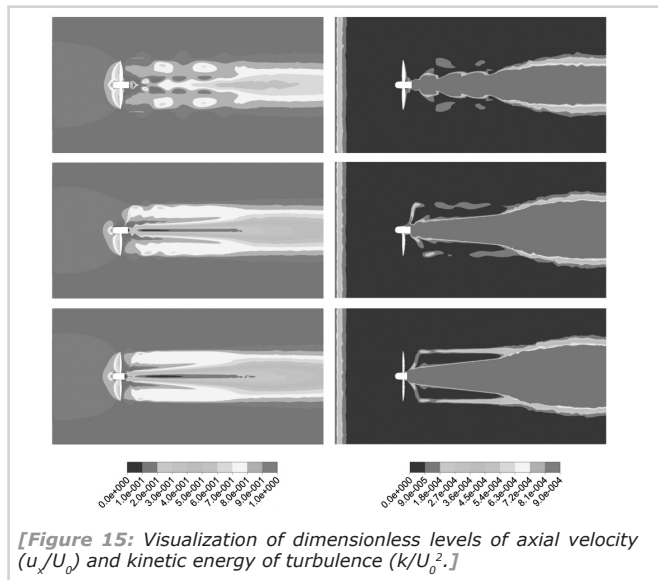 0.0e+000
1.0e-001
2.0e-001
3.0e-001
4.0e-001
5.0e-001
6.0e-001
7.0e-001
8.0e-001
9.0e-001
1.0e+000
0.0e+000
9.0e-005
1.8e-004
2.7e-004
3.6e-004
4.5e-004
5.4e-004
6.3e-004
7.2e-004
8.1e-004
9.0e-004
[Figure 15: Visualization of dimensionless levels of axial velocity
(uₓ/U₀) and kinetic energy of turbulence (k/U₀².]